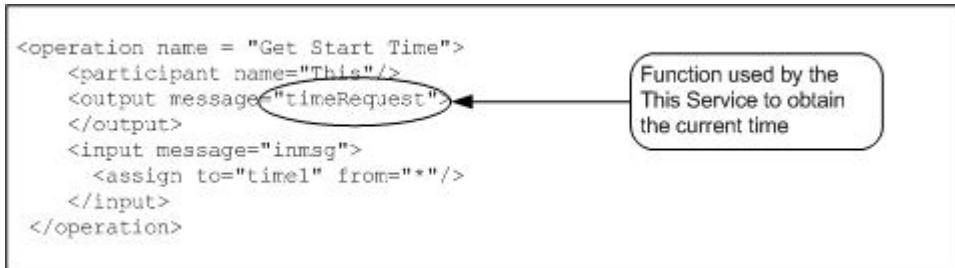 <operation name = "Get Start Time">
<participant name="This"/>
<output message="timeRequest">
</output>
<input message="inmsg">
<assign to="time1" from="*"/>
</input>
</operation>
Function used by the
This Service to obtain
the current time